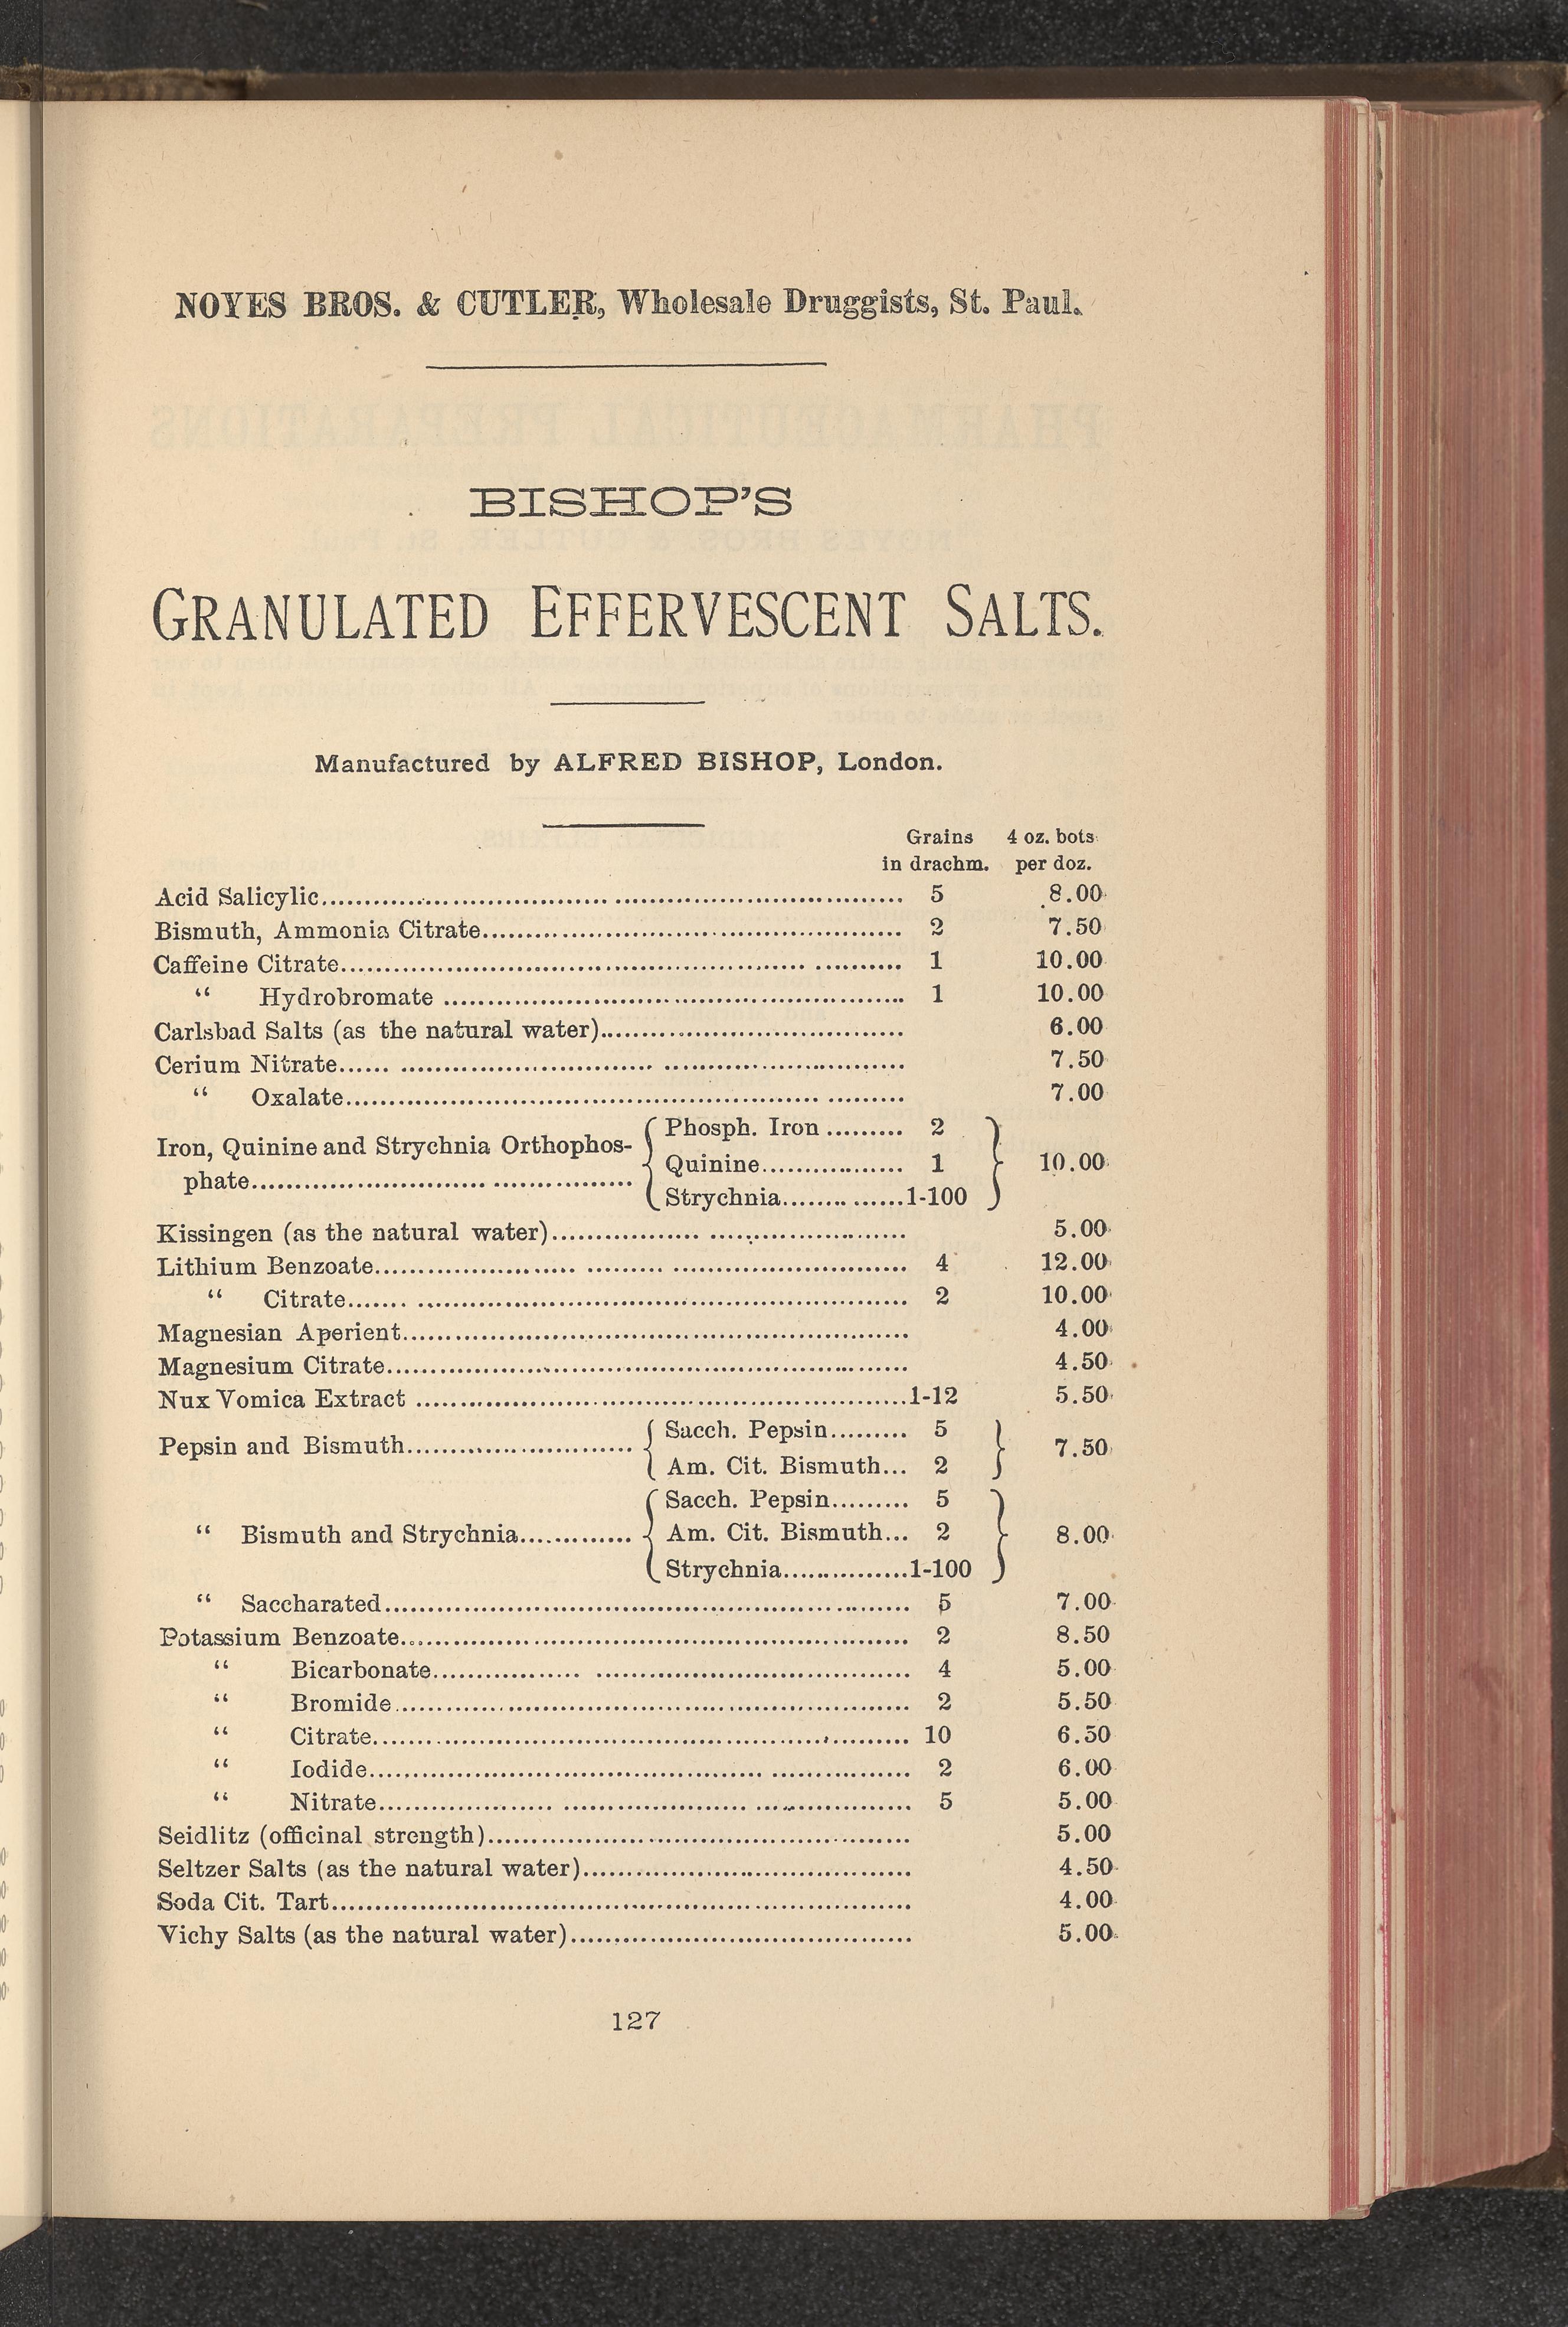 NOYES BROS. & CUTLER, Wholesale Druggists, St. Paul.
BISHOP'S
GRANULATED EFFERVESCENT SALTS.
Manufactured by ALFRED BISHOP, London.
Grains 4 oz. bots
in drachm. per doz.
Acid Salicylic 5 8.00
Bismuth, Ammonia Citrate 2 7.50
Caffeine Citrate 1 10.00
“ Hydrobromate 1 10.00
Carlsbad Salts (as the natural water) 6.00
Cerium Nitrate 7.50
“ Oxalate 7.00
Phosph. Iron 2
Iron, Quinine and Strychnia Orthophos-
Quinine 1 10.00
phate
Strychnia 1-100
Kissingen (as the natural water) 5.00
Lithium Benzoate 4 12.00
“ Citrate 2 10.00
Magnesian Aperient 4.00
Magnesium Citrate 4.50
Nux Vomica Extract 1-12 5.50
Sacch. Pepsin 5
Pepsin and Bismuth 7.50
Am. Cit. Bismuth 2
Sacch. Pepsin 5
“ Bismuth and Strychnia Am. Cit. Bismuth 2 8.00
Strychnia 1-100
“ Saccharated 5 7.00
Potassium Benzoate 2 8.50
“ Bicarbonate 4 5.00
“ Bromide 2 5.50
“ Citrate 10 6.50
“ Iodide 2 6.00
“ Nitrate 5 5.00
Seidlitz (officinal strength) 5.00
Seltzer Salts (as the natural water) 4.50
Soda Cit. Tart 4.00
Vichy Salts (as the natural water) 5.00
127